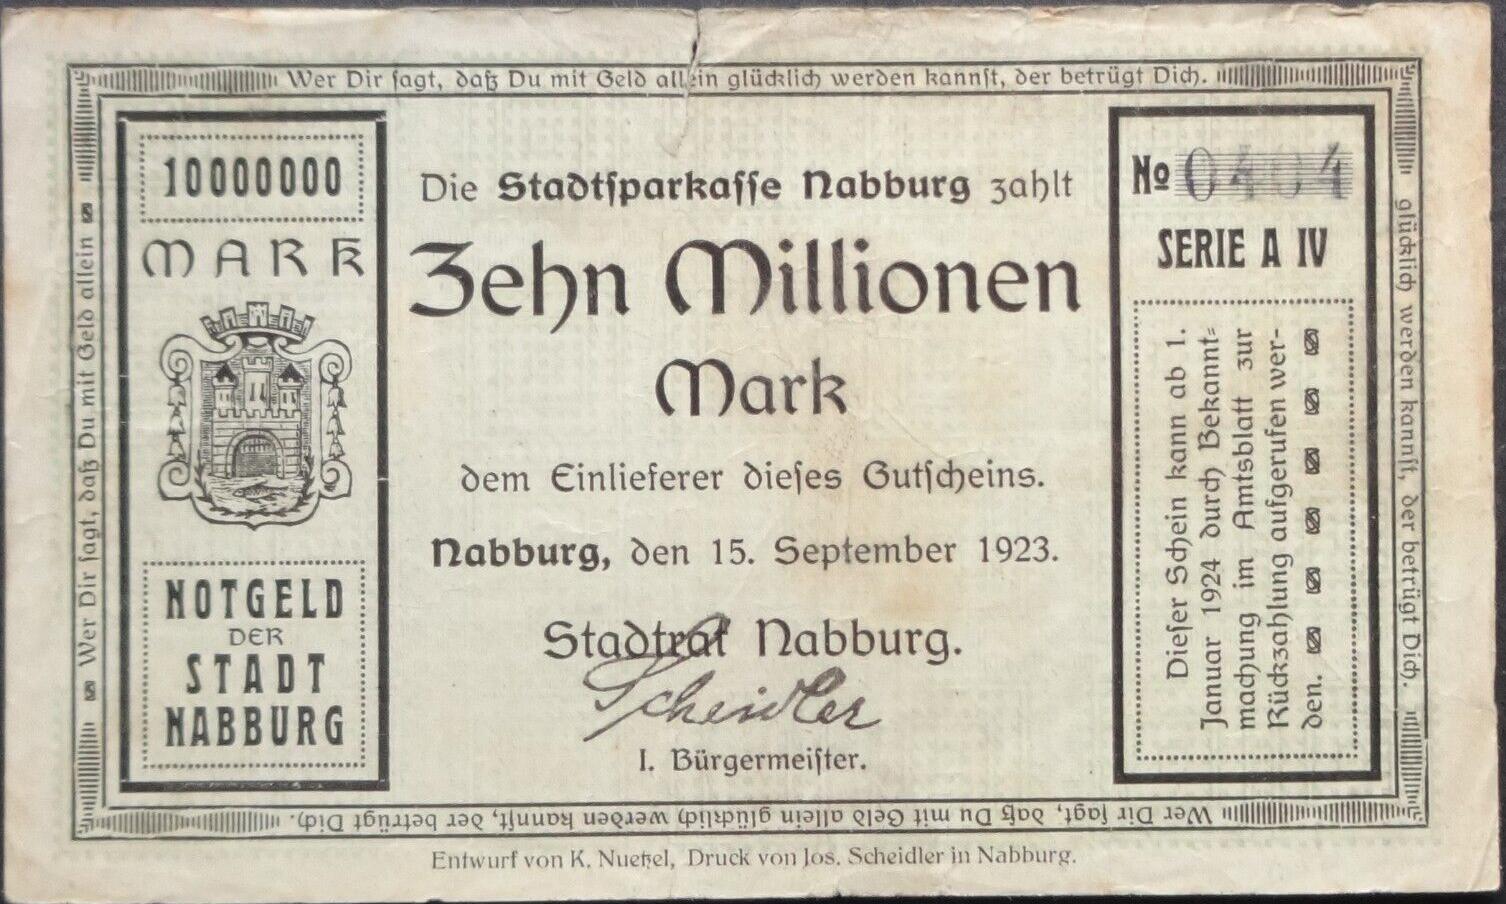 Wer Dir ſagt, daß Du mit Geld allein glücklich werden kannſt, der betrügt Dich.
10000000
MARK
NOTGELD
DER
STADT
NABBURG
Die Stadtſparkaſſe Nabburg zahlt
Zehn Millionen
Mark
dem Einlieferer dieſes Gutſcheins.
Nabburg, den 15. September 1923.
Stadtrat Nabburg.
Scheidler
I. Bürgermeiſter.
No 0404
SERIE A IV
Dieſer Schein kann ab 1.
Januar 1924 durch Bekannt⸗
machung im Amtsblatt zur
Rückzahlung aufgerufen wer-
den.
Wer Dir ſagt, daß Du mit Geld allein
glücklich werden kannſt, der betrügt Dich.
Wer Dir ſagt, daß Du mit Geld allein glücklich werden kannſt, der betrügt Dich.
Entwurf von K. Nuetzel, Druck von Jos. Scheidler in Nabburg.